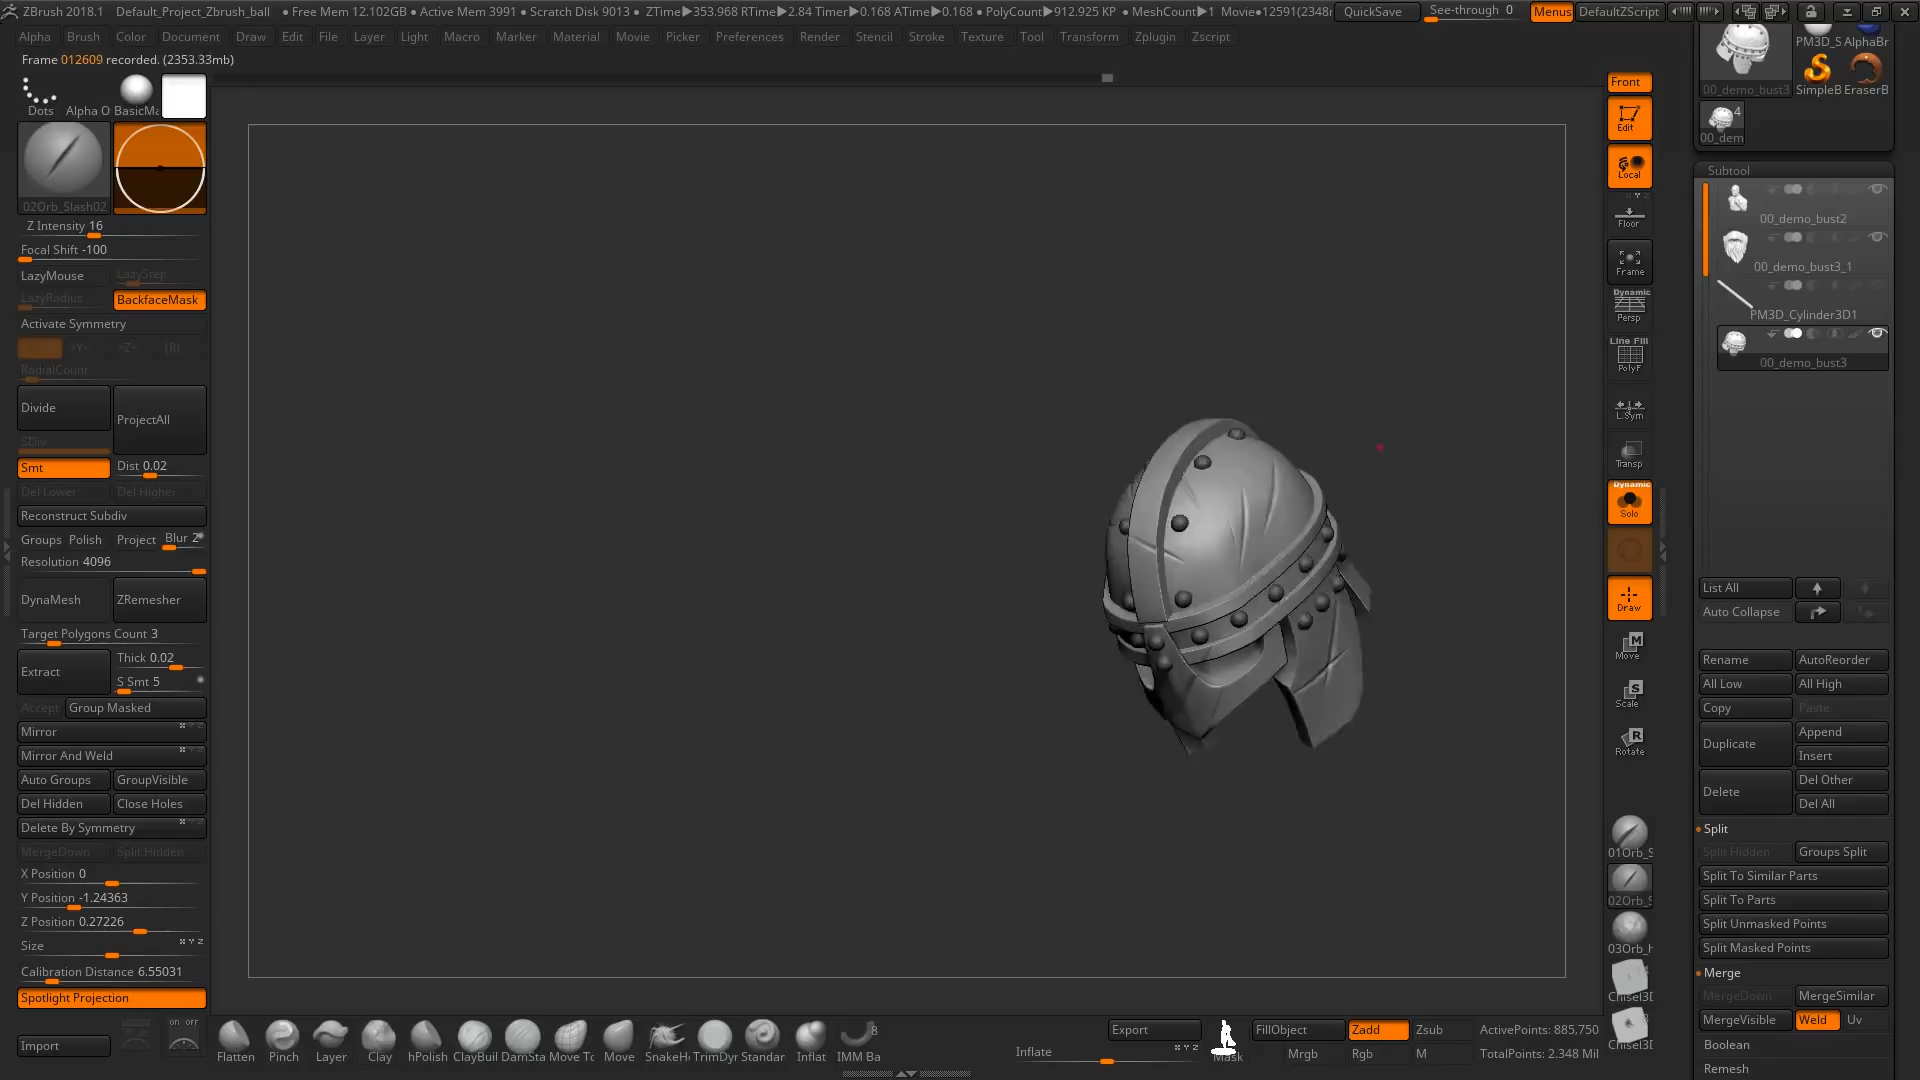 ZBrush 2018.1 Default_Project_Zbrush_ball • Free Mem 12.102GB • Active Mem 3991 • Scratch Disk 9013 • ZTime▶353.968 RTime▶2.84 Timer▶0.168 ATime▶0.168 • PolyCount▶912.925 KP • MeshCount▶1 Movie●12591(2348 QuickSave See-through 0 Menus DefaultZScript
Alpha Brush Color Document Draw Edit File Layer Light Macro Marker Material Movie Picker Preferences Render Stencil Stroke Texture Tool Transform Zplugin Zscript
Frame 012609 recorded. (2353.33mb)
Dots Alpha O BasicMa
02Orb_Slash02
Z Intensity 16
Focal Shift -100
LazyMouse LazyStep
LazyRadius BackfaceMask
Activate Symmetry
>Y< >Z< (R)
RadialCount
Divide ProjectAll
SDiv
Smt Dist 0.02
Del Lower Del Higher
Reconstruct Subdiv
Groups Polish Project Blur 2
Resolution 4096
DynaMesh ZRemesher
Target Polygons Count 3
Extract Thick 0.02
S Smt 5
Accept Group Masked
Mirror
Mirror And Weld
Auto Groups GroupVisible
Del Hidden Close Holes
Delete By Symmetry
MergeDown Split Hidden
X Position 0
Y Position -1.24363
Z Position 0.27226
Size X Y Z
Calibration Distance 6.55031
Spotlight Projection
Import ON OFF
Flatten Pinch Layer Clay hPolish ClayBuil DamSta Move To Move SnakeH TrimDyn Standar Inflat IMM Ba 8
Inflate X Y Z
Export Mask FillObject Zadd Zsub ActivePoints: 885,750
Mrgb Rgb M TotalPoints: 2.348 Mil
Front
Edit
Local
Floor
Frame
Dynamic
Persp
Line Fill
PolyF
L.Sym
Transp
Dynamic
Solo
Draw
Move
Scale
Rotate
01Orb_S
02Orb_S
03Orb_h
Chisel3D
Chisel3D
PM3D_S AlphaBr
00_demo_bust3 SimpleB EraserB
4
00_dem
Subtool
00_demo_bust2
00_demo_bust3_1
PM3D_Cylinder3D1
00_demo_bust3
List All
Auto Collapse
Rename AutoReorder
All Low All High
Copy Paste
Duplicate Append
Insert
Delete Del Other
Del All
Split
Split Hidden Groups Split
Split To Similar Parts
Split To Parts
Split Unmasked Points
Split Masked Points
Merge
MergeDown MergeSimilar
MergeVisible Weld Uv
Boolean
Remesh